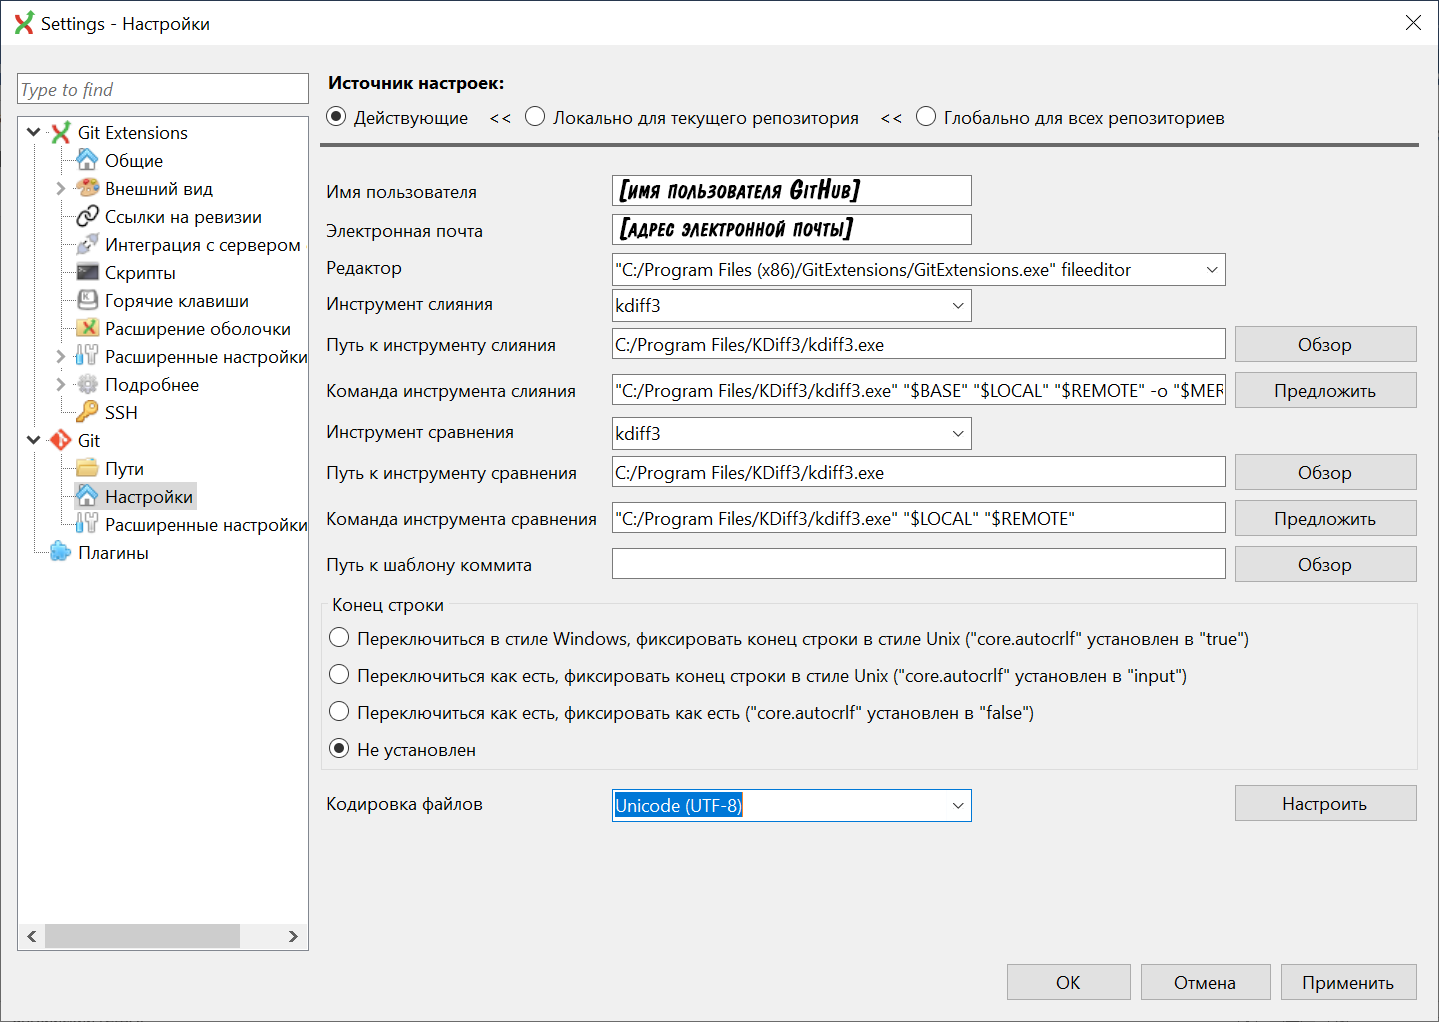 Settings - Настройки
Type to find
Git Extensions
Общие
Внешний вид
Ссылки на ревизии
Интеграция с сервером
Скрипты
Горячие клавиши
Расширение оболочки
Расширенные настройки
Подробнее
SSH
Git
Пути
Настройки
Расширенные настройки
Плагины
Источник настроек:
Действующие << Локально для текущего репозитория << Глобально для всех репозиториев
Имя пользователя [имя пользователя GitHub]
Электронная почта [адрес электронной почты]
Редактор "C:/Program Files (x86)/GitExtensions/GitExtensions.exe" fileeditor
Инструмент слияния kdiff3
Путь к инструменту слияния C:/Program Files/KDiff3/kdiff3.exe Обзор
Команда инструмента слияния "C:/Program Files/KDiff3/kdiff3.exe" "$BASE" "$LOCAL" "$REMOTE" -o "$MER Предложить
Инструмент сравнения kdiff3
Путь к инструменту сравнения C:/Program Files/KDiff3/kdiff3.exe Обзор
Команда инструмента сравнения "C:/Program Files/KDiff3/kdiff3.exe" "$LOCAL" "$REMOTE" Предложить
Путь к шаблону коммита Обзор
Конец строки
Переключиться в стиле Windows, фиксировать конец строки в стиле Unix ("core.autocrlf" установлен в "true")
Переключиться как есть, фиксировать конец строки в стиле Unix ("core.autocrlf" установлен в "input")
Переключиться как есть, фиксировать как есть ("core.autocrlf" установлен в "false")
Не установлен
Кодировка файлов Unicode (UTF-8) Настроить
OK Отмена Применить